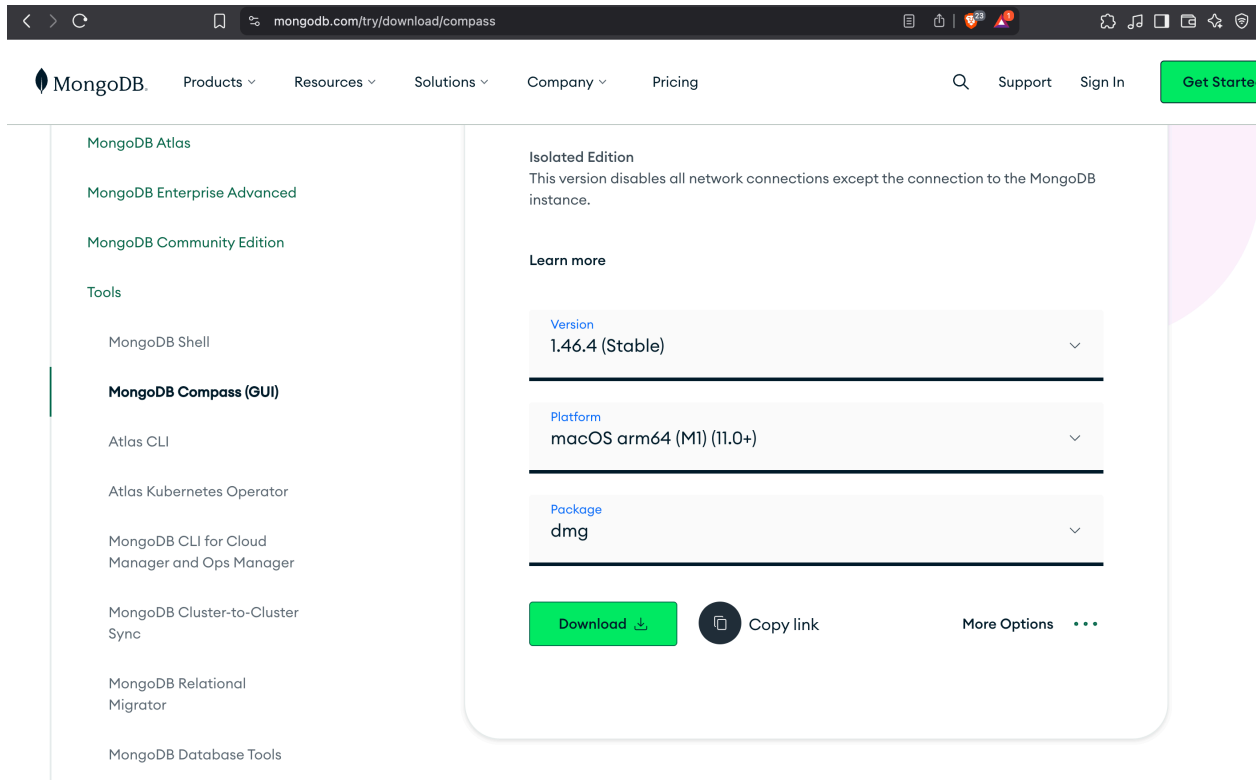 mongodb.com/try/download/compass
23
1
MongoDB.
Products
Resources
Solutions
Company
Pricing
Support
Sign In
Get Starte
MongoDB Atlas
MongoDB Enterprise Advanced
MongoDB Community Edition
Tools
MongoDB Shell
MongoDB Compass (GUI)
Atlas CLI
Atlas Kubernetes Operator
MongoDB CLI for Cloud
Manager and Ops Manager
MongoDB Cluster-to-Cluster
Sync
MongoDB Relational
Migrator
MongoDB Database Tools
Isolated Edition
This version disables all network connections except the connection to the MongoDB
instance.
Learn more
Version
1.46.4 (Stable)
Platform
macOS arm64 (M1) (11.0+)
Package
dmg
Download
Copy link
More Options